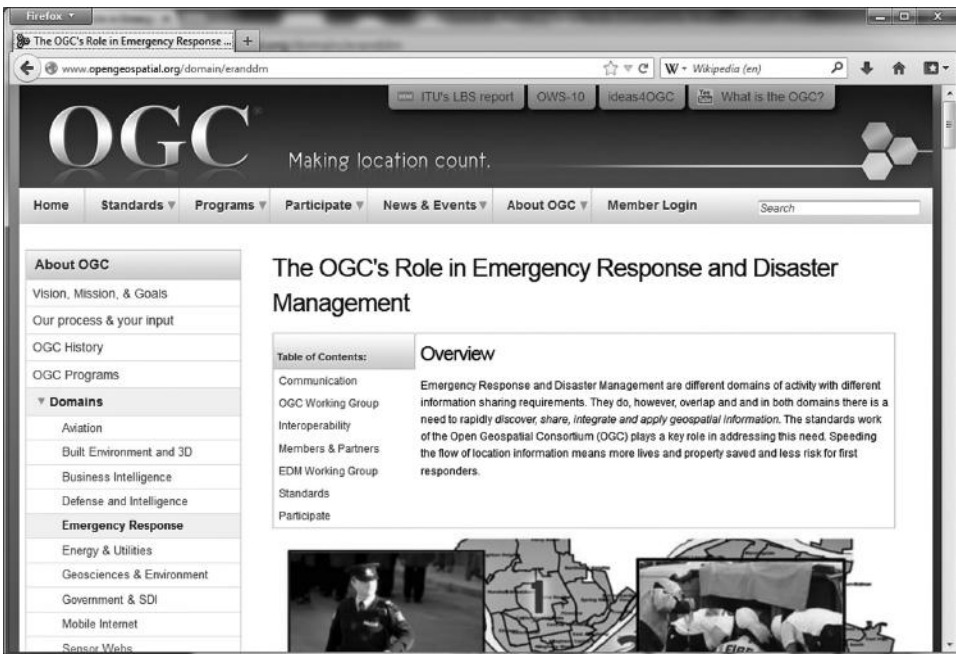 Firefox
The OGC's Role in Emergency Response ...
www.opengeospatial.org/domain/eranddm
W - Wikipedia (en)
ITU's LBS report
OWS-10
ideas4OGC
What is the OGC?
OGC
Making location count.
Home
Standards
Programs
Participate
News & Events
About OGC
Member Login
Search
About OGC
Vision, Mission, & Goals
Our process & your input
OGC History
OGC Programs
Domains
Aviation
Built Environment and 3D
Business Intelligence
Defense and Intelligence
Emergency Response
Energy & Utilities
Geosciences & Environment
Government & SDI
Mobile Internet
Sensor Webs
The OGC's Role in Emergency Response and Disaster
Management
Table of Contents:
Communication
OGC Working Group
Interoperability
Members & Partners
EDM Working Group
Standards
Participate
Overview
Emergency Response and Disaster Management are different domains of activity with different
information sharing requirements. They do, however, overlap and and in both domains there is a
need to rapidly discover, share, integrate and apply geospatial information. The standards work
of the Open Geospatial Consortium (OGC) plays a key role in addressing this need. Speeding
the flow of location information means more lives and property saved and less risk for first
responders.
1
FIRE